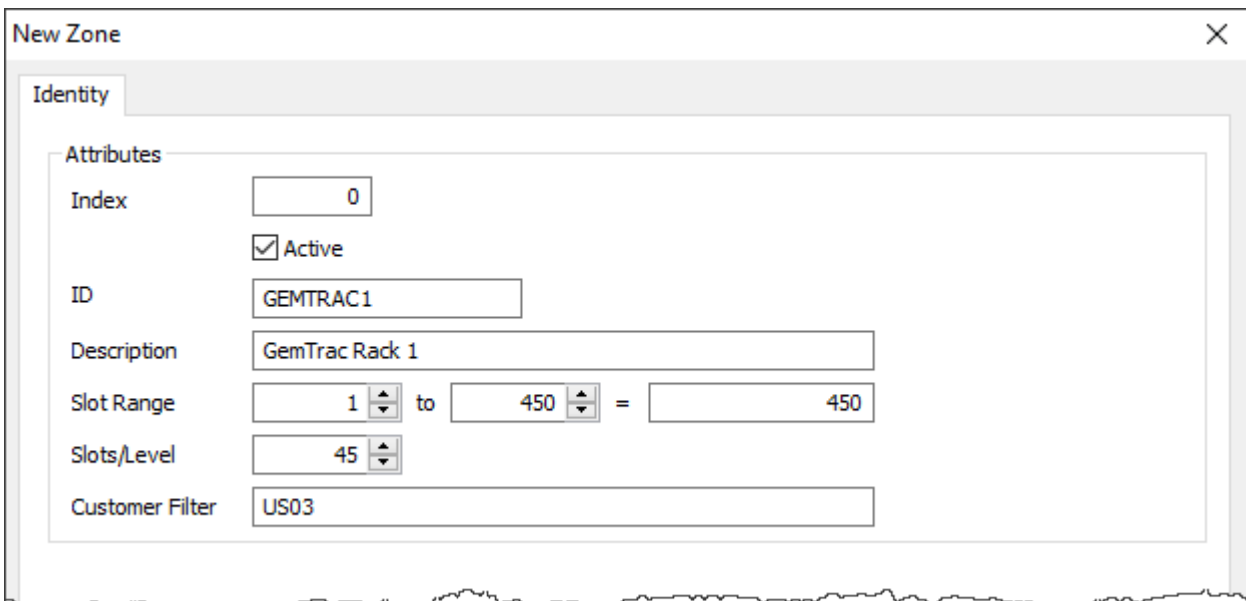 New Zone
Identity
Attributes
Index 0
Active
ID GEMTRAC1
Description GemTrac Rack 1
Slot Range 1 to 450 = 450
Slots/Level 45
Customer Filter US03